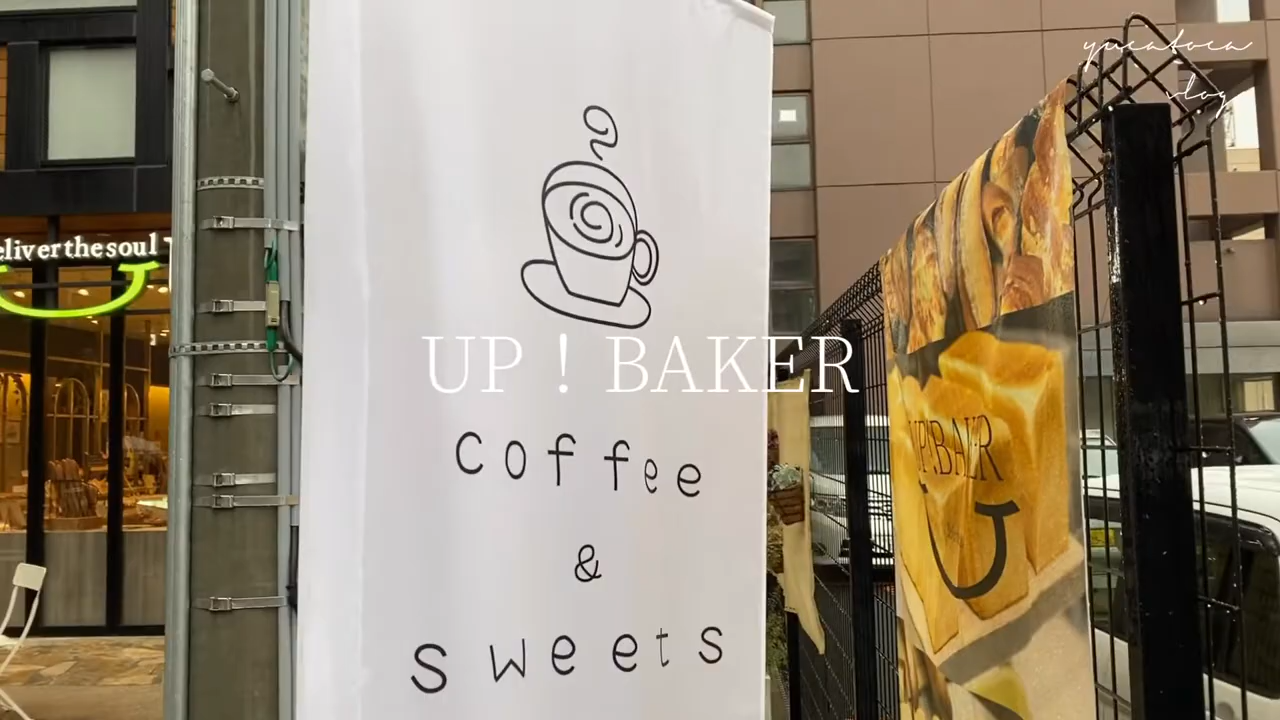 yucatoca
vlog
eliver the soul
UP！BAKER
coffee
&
sweets
UP!BAKER